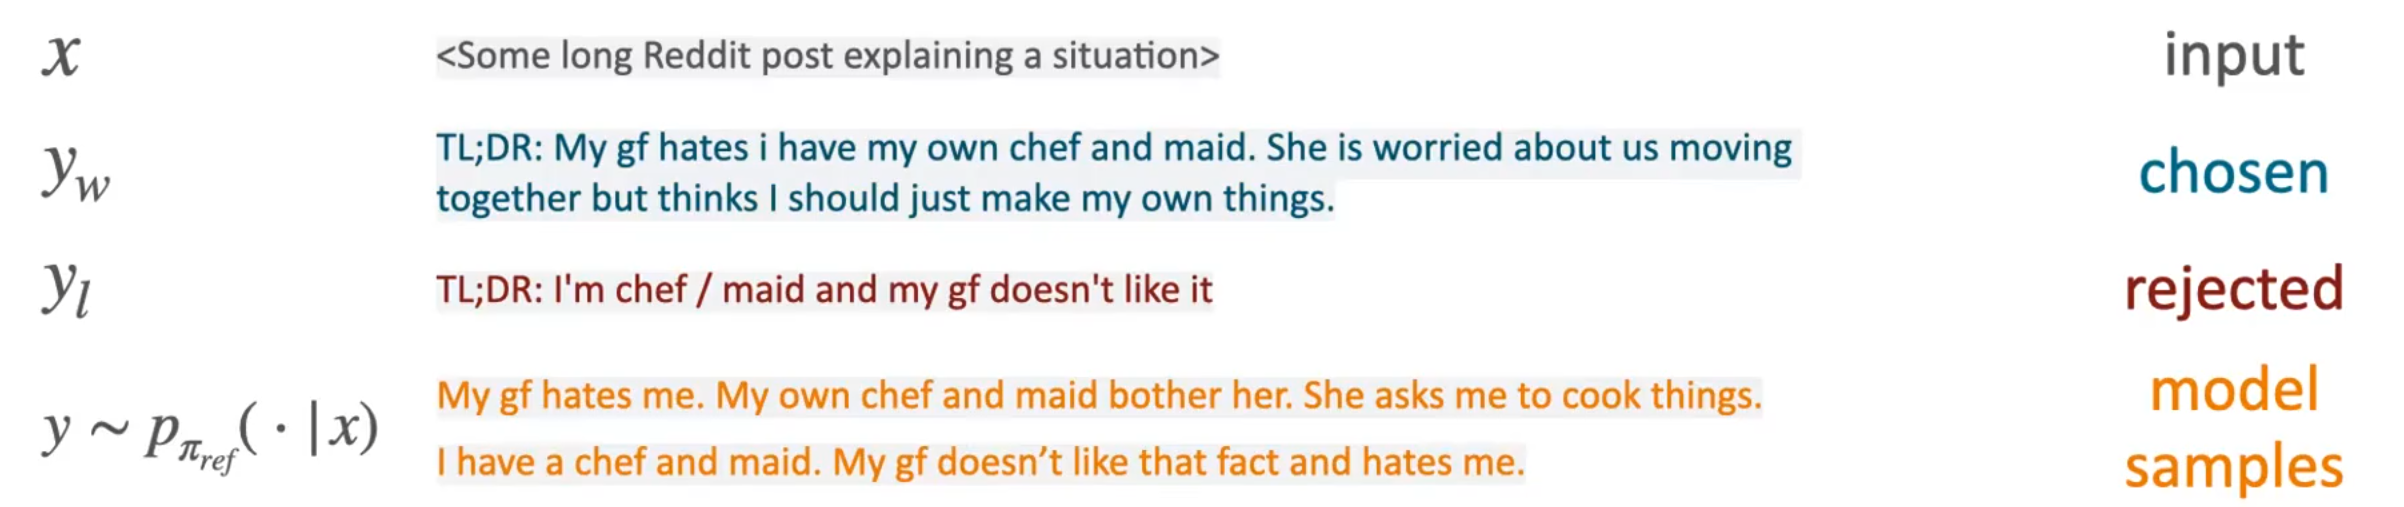 x <Some long Reddit post explaining a situation> input
y_w TL;DR: My gf hates i have my own chef and maid. She is worried about us moving
together but thinks I should just make my own things. chosen
y_l TL;DR: I'm chef / maid and my gf doesn't like it rejected
y ~ p_{π_{ref}}( · | x) My gf hates me. My own chef and maid bother her. She asks me to cook things. model
I have a chef and maid. My gf doesn’t like that fact and hates me. samples